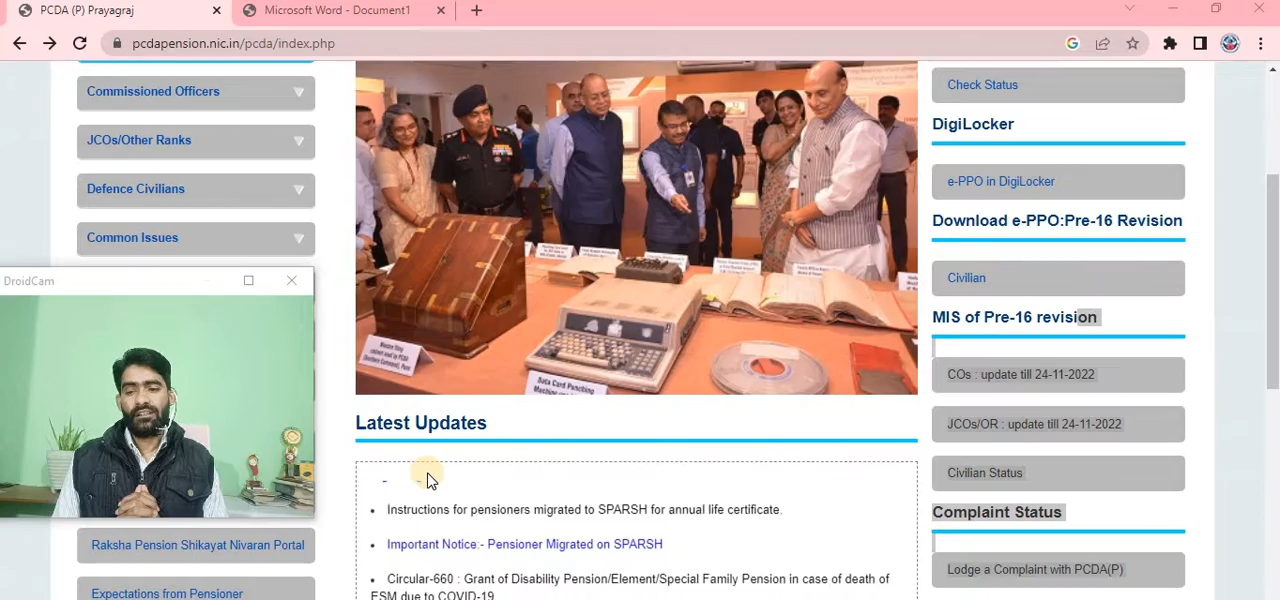 PCDA (P) Prayagraj
Microsoft Word - Document1
pcdapension.nic.in/pcda/index.php
Commissioned Officers
JCOs/Other Ranks
Defence Civilians
Common Issues
DroidCam
Raksha Pension Shikayat Nivaran Portal
Expectations from Pensioner
Data Card Punching
Latest Updates
Instructions for pensioners migrated to SPARSH for annual life certificate.
Important Notice:- Pensioner Migrated on SPARSH
Circular-660 : Grant of Disability Pension/Element/Special Family Pension in case of death of
ESM due to COVID-19
Check Status
DigiLocker
e-PPO in DigiLocker
Download e-PPO:Pre-16 Revision
Civilian
MIS of Pre-16 revision
COs : update till 24-11-2022
JCOs/OR : update till 24-11-2022
Civilian Status
Complaint Status
Lodge a Complaint with PCDA(P)